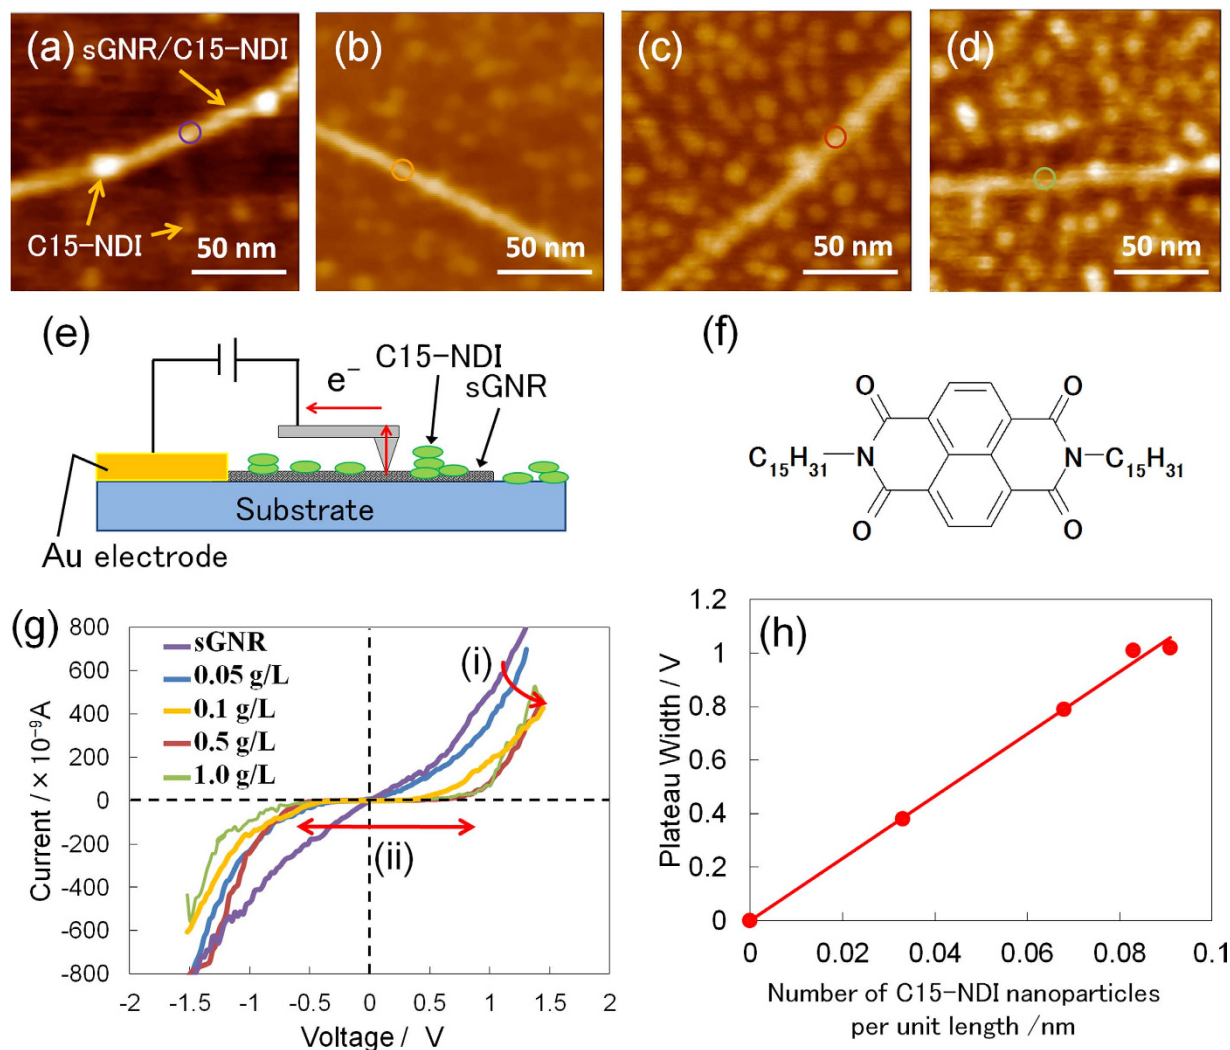 (a)
sGNR/C15-NDI
C15-NDI
50 nm
(b)
50 nm
(c)
50 nm
(d)
50 nm
(e)
C15-NDI
sGNR
e⁻
Substrate
Au electrode
(f)
O O
C₁₅H₃₁ N N C₁₅H₃₁
O O
(g)
Current / × 10⁻⁹A
800
600
400
200
0
-200
-400
-600
-800
sGNR
0.05 g/L
0.1 g/L
0.5 g/L
1.0 g/L
(i)
(ii)
-2 -1.5 -1 -0.5 0 0.5 1 1.5 2
Voltage / V
(h)
Plateau Width / V
1.2
1
0.8
0.6
0.4
0.2
0
0 0.02 0.04 0.06 0.08 0.1
Number of C15-NDI nanoparticles
per unit length /nm